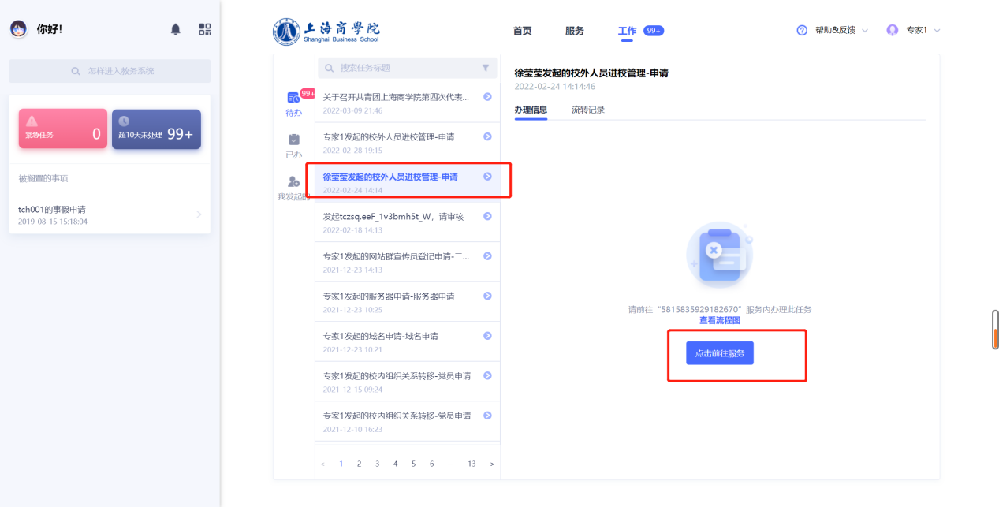 你好!
怎样进入教务系统
紧急任务
0
超10天未处理
99+
被搁置的事项
tch001的事假申请
2019-08-15 15:18:04
上海商學院
Shanghai Business School
首页
服务
工作
99+
帮助&反馈
专家1
99+
待办
已办
我发起的
搜索任务标题
关于召开共青团上海商学院第四次代表...
2022-03-09 21:46
专家1发起的校外人员进校管理-申请
2022-02-28 19:15
徐莹莹发起的校外人员进校管理-申请
2022-02-24 14:14
发起tczsq.eeF_1v3bmh5t_W，请审核
2022-02-18 14:13
专家1发起的网站群宣传员登记申请-二...
2021-12-23 14:13
专家1发起的服务器申请-服务器申请
2021-12-23 10:25
专家1发起的域名申请-域名申请
2021-12-23 10:21
专家1发起的校内组织关系转移-党员申请
2021-12-15 09:24
专家1发起的校内组织关系转移-党员申请
2021-12-10 16:23
< 1 2 3 4 5 6 ··· 13 >
徐莹莹发起的校外人员进校管理-申请
2022-02-24 14:14:46
办理信息
流转记录
请前往“5815835929182670”服务内办理此任务
查看流程图
点击前往服务